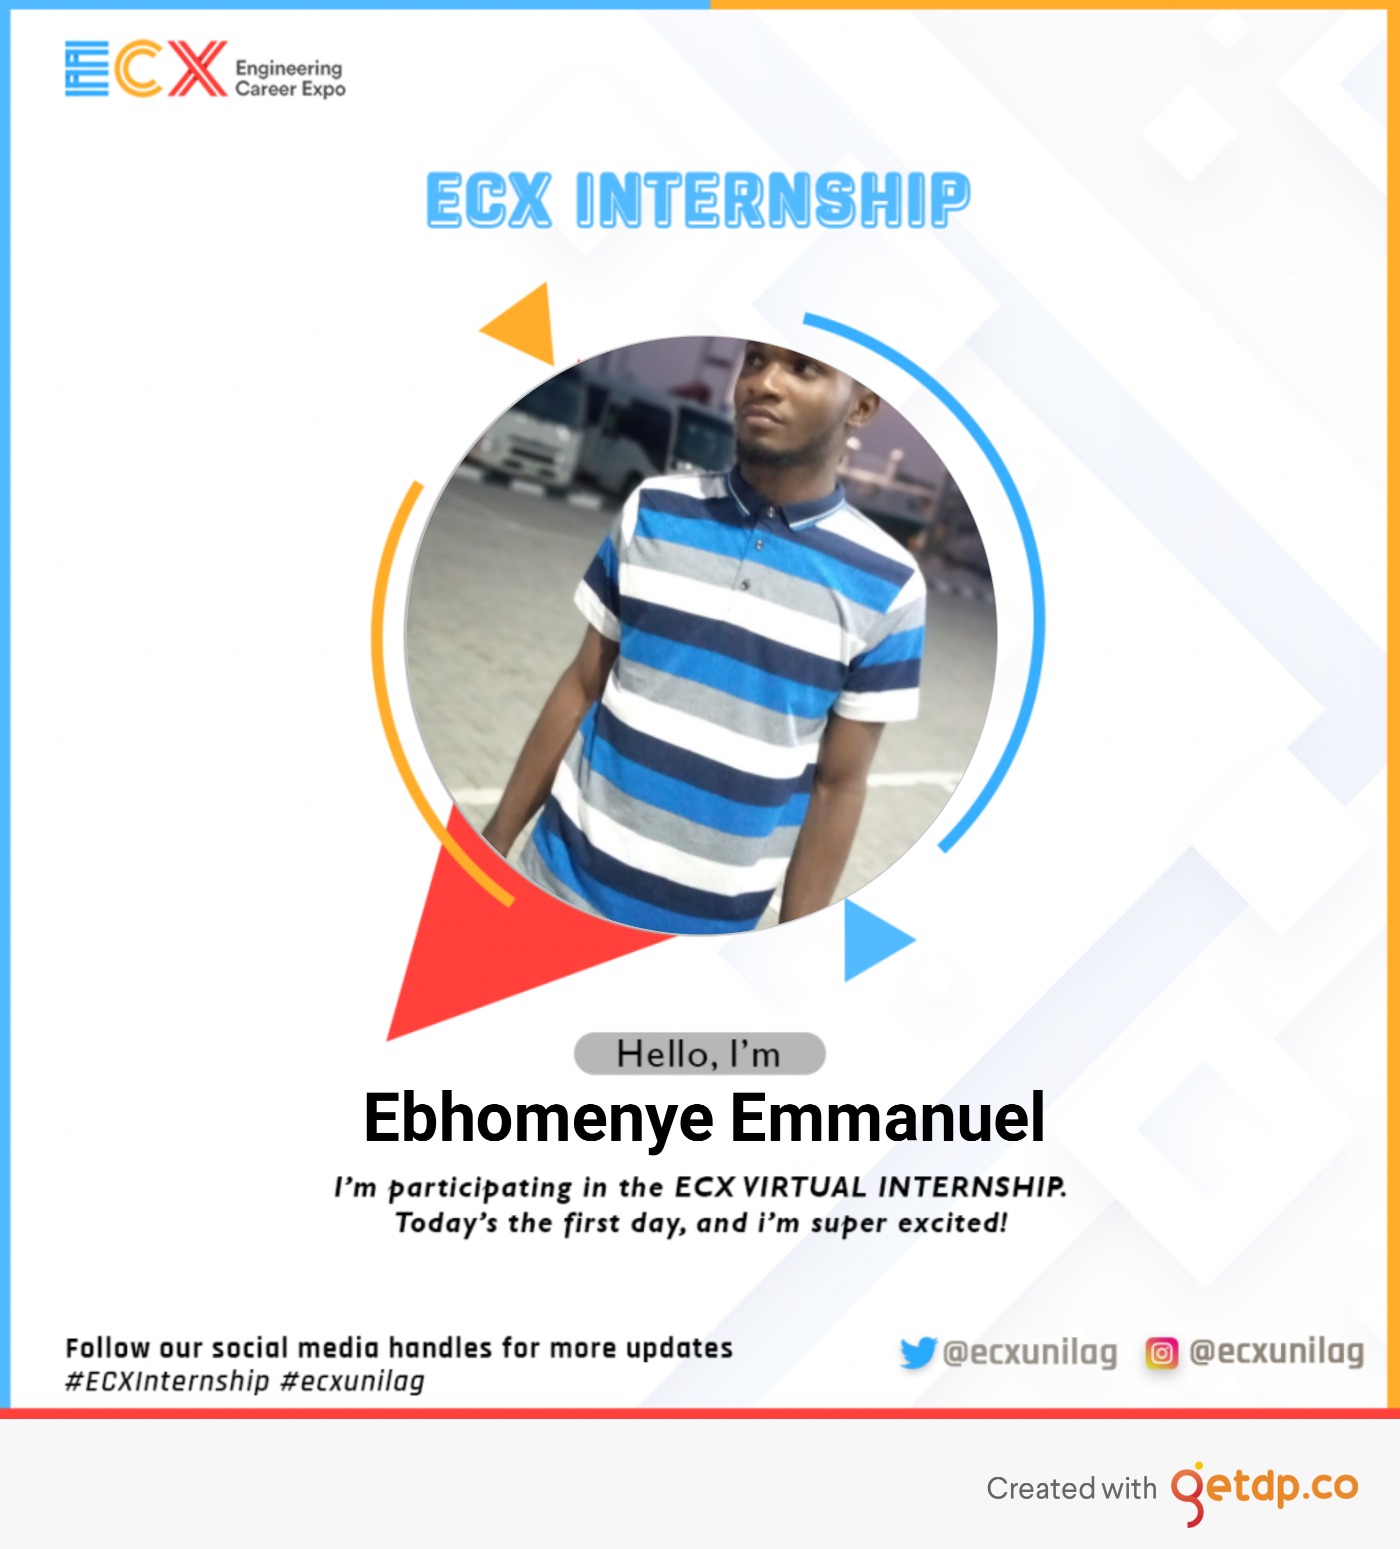 ECX Engineering
Career Expo
ECX INTERNSHIP
Hello, I'm
Ebhomenye Emmanuel
I'm participating in the ECX VIRTUAL INTERNSHIP.
Today's the first day, and i'm super excited!
Follow our social media handles for more updates
#ECXInternship #ecxunilag
@ecxunilag @ecxunilag
Created with getdp.co